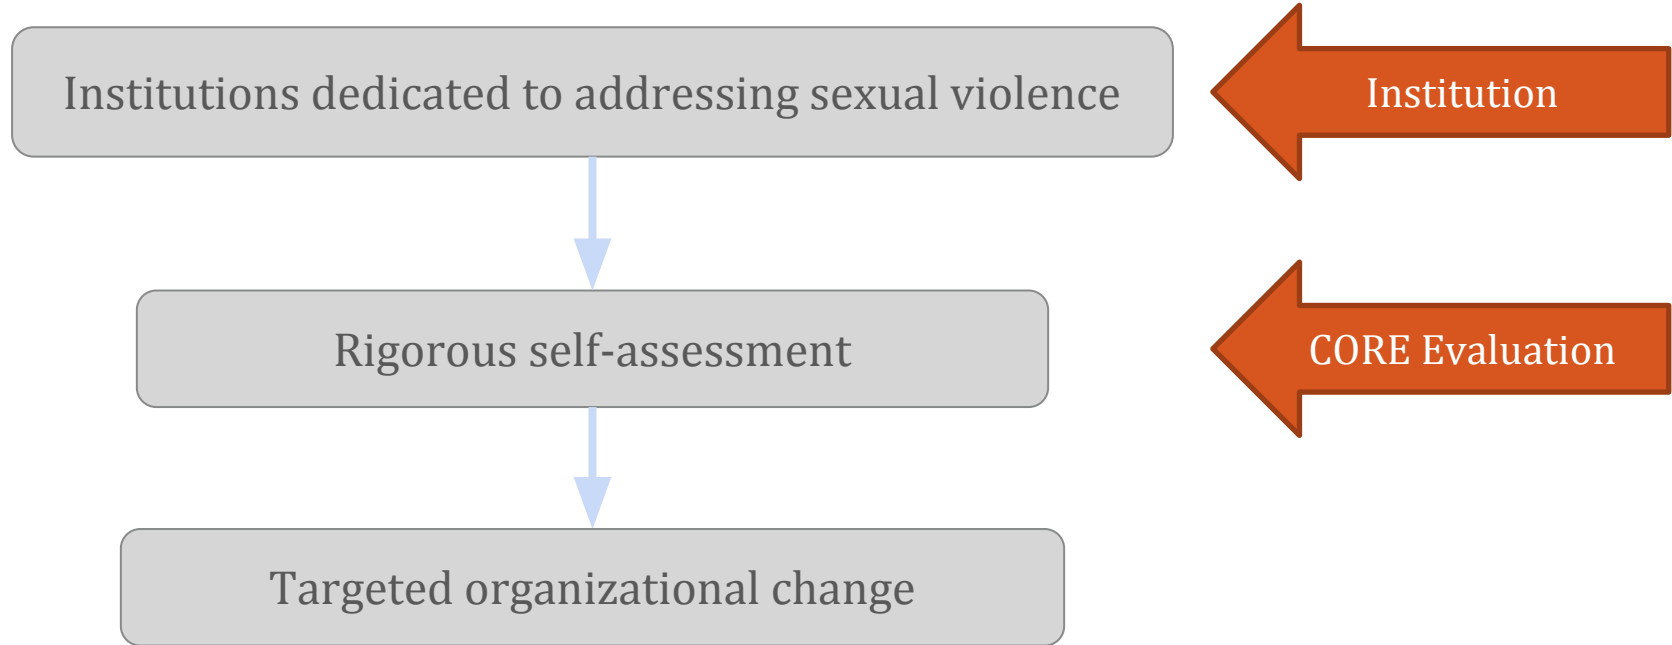 Institutions dedicated to addressing sexual violence
Institution
Rigorous self-assessment
CORE Evaluation
Targeted organizational change